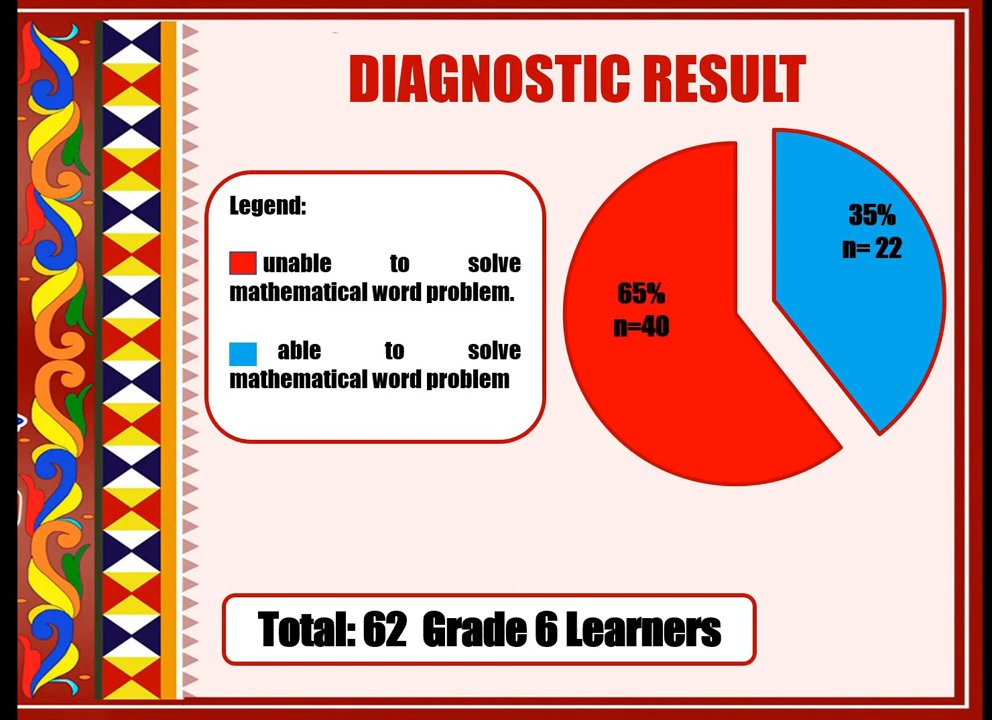 DIAGNOSTIC RESULT
Legend:
unable to solve
mathematical word problem.
able to solve
mathematical word problem
65%
n=40
35%
n= 22
Total: 62 Grade 6 Learners